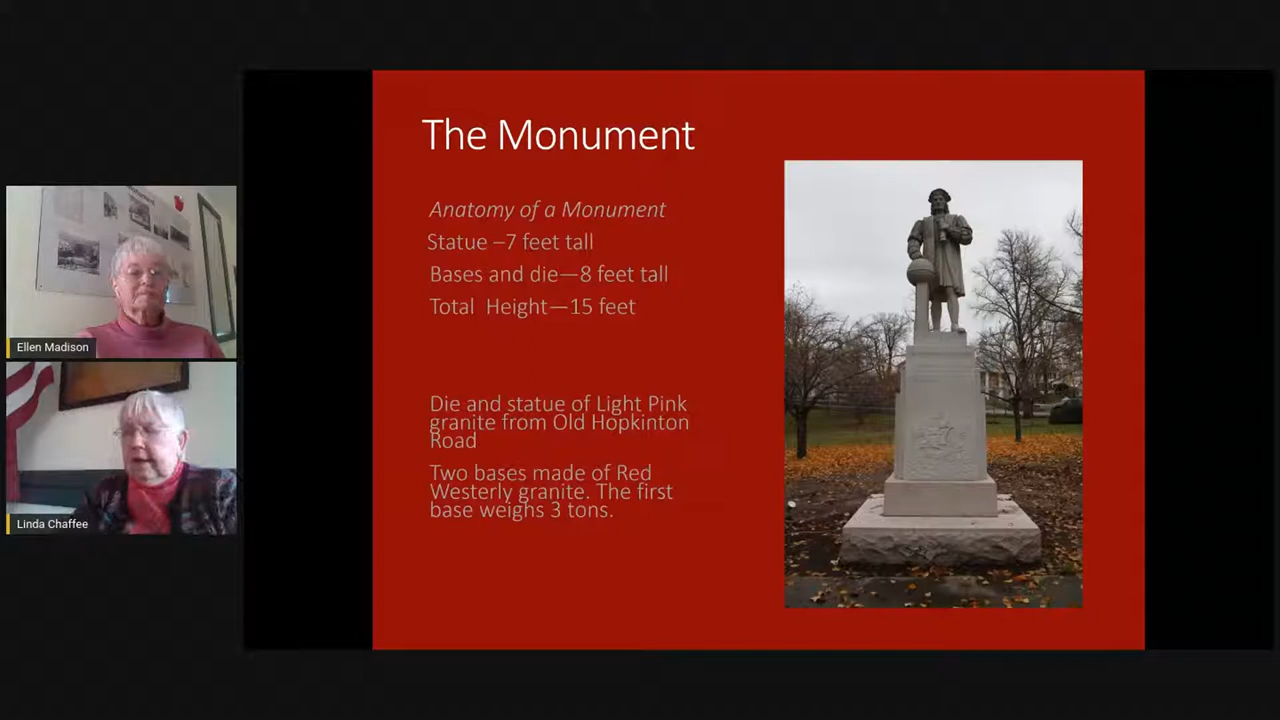 The Monument
Anatomy of a Monument
Statue –7 feet tall
Bases and die—8 feet tall
Total Height—15 feet
Die and statue of Light Pink
granite from Old Hopkinton
Road
Two bases made of Red
Westerly granite. The first
base weighs 3 tons.
Ellen Madison
Linda Chaffee